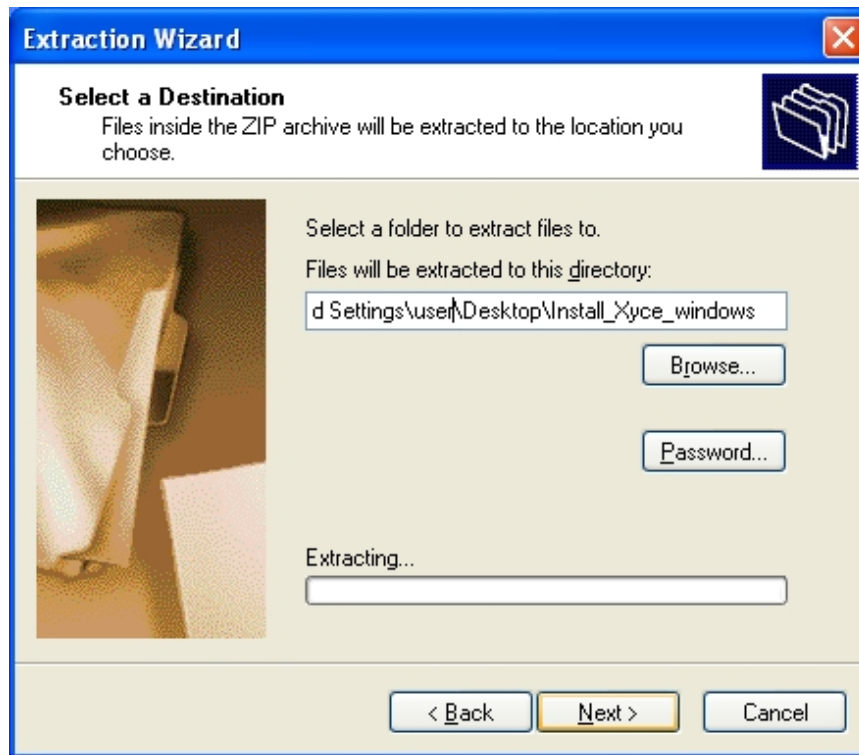 Extraction Wizard
Select a Destination
Files inside the ZIP archive will be extracted to the location you
choose.
Select a folder to extract files to.
Files will be extracted to this directory:
d Settings\user\Desktop\Install_Xyce_windows
Browse...
Password...
Extracting...
< Back
Next >
Cancel